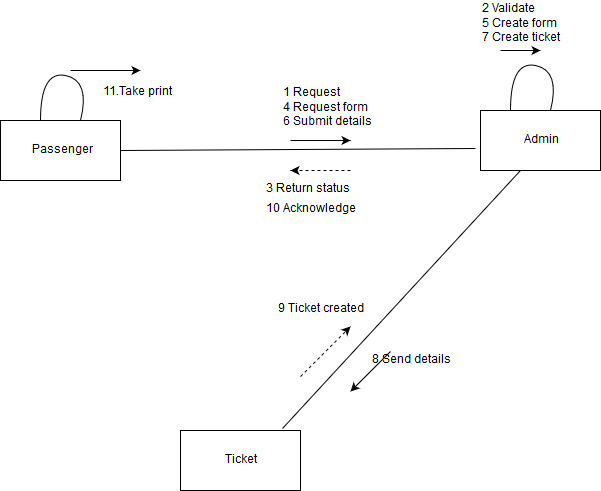 2 Validate
5 Create form
7 Create ticket
11.Take print
1 Request
4 Request form
6 Submit details
Passenger
Admin
3 Return status
10 Acknowledge
9 Ticket created
8 Send details
Ticket